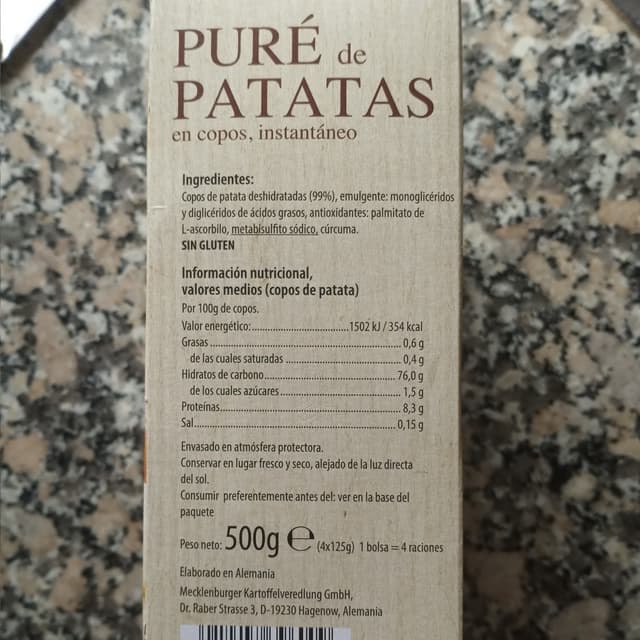 PURÉ de
PATATAS
en copos, instantáneo
Ingredientes:
Copos de patata deshidratadas (99%), emulgente: monoglicéridos
y diglicéridos de ácidos grasos, antioxidantes: palmitato de
L-ascorbilo, metabisulfito sódico, cúrcuma.
SIN GLUTEN
Información nutricional,
valores medios (copos de patata)
Por 100g de copos.
Valor energético:..............................1502 kJ / 354 kcal
Grasas..............................0,6 g
de las cuales saturadas..............................0,4 g
Hidratos de carbono..............................76,0 g
de los cuales azúcares..............................1,5 g
Proteínas..............................8,3 g
Sal..............................0,15 g
Envasado en atmósfera protectora.
Conservar en lugar fresco y seco, alejado de la luz directa
del sol.
Consumir preferentemente antes del: ver en la base del
paquete
Peso neto: 500g ℮ (4x125g) 1 bolsa = 4 raciones
Elaborado en Alemania
Mecklenburger Kartoffelveredlung GmbH,
Dr. Raber Strasse 3, D-19230 Hagenow, Alemania